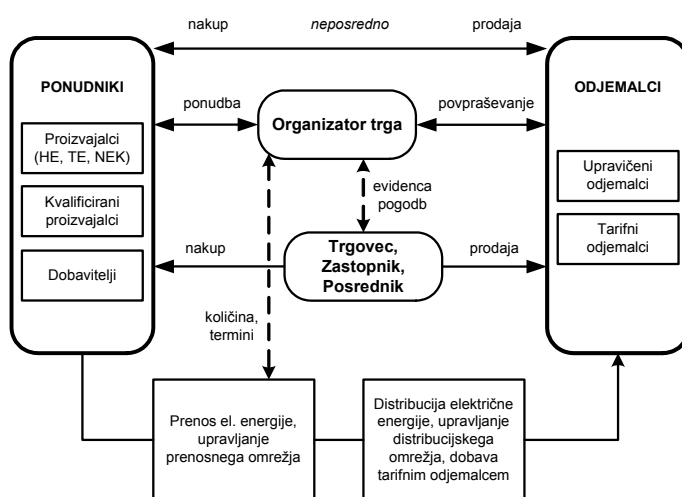 nakup
neposredno
prodaja
PONUDNIKI
ODJEMALCI
ponudba
povpraševanje
Organizator trga
Proizvajalci
(HE, TE, NEK)
Upravičeni
odjemalci
evidenca
pogodb
Kvalificirani
proizvajalci
Tarifni
odjemalci
nakup
Trgovec,
Zastopnik,
Posrednik
prodaja
Dobavitelji
količina,
termini
Prenos el. energije,
upravljanje
prenosnega omrežja
Distribucija električne
energije, upravljanje
distribucijskega
omrežja, dobava
tarifnim odjemalcem